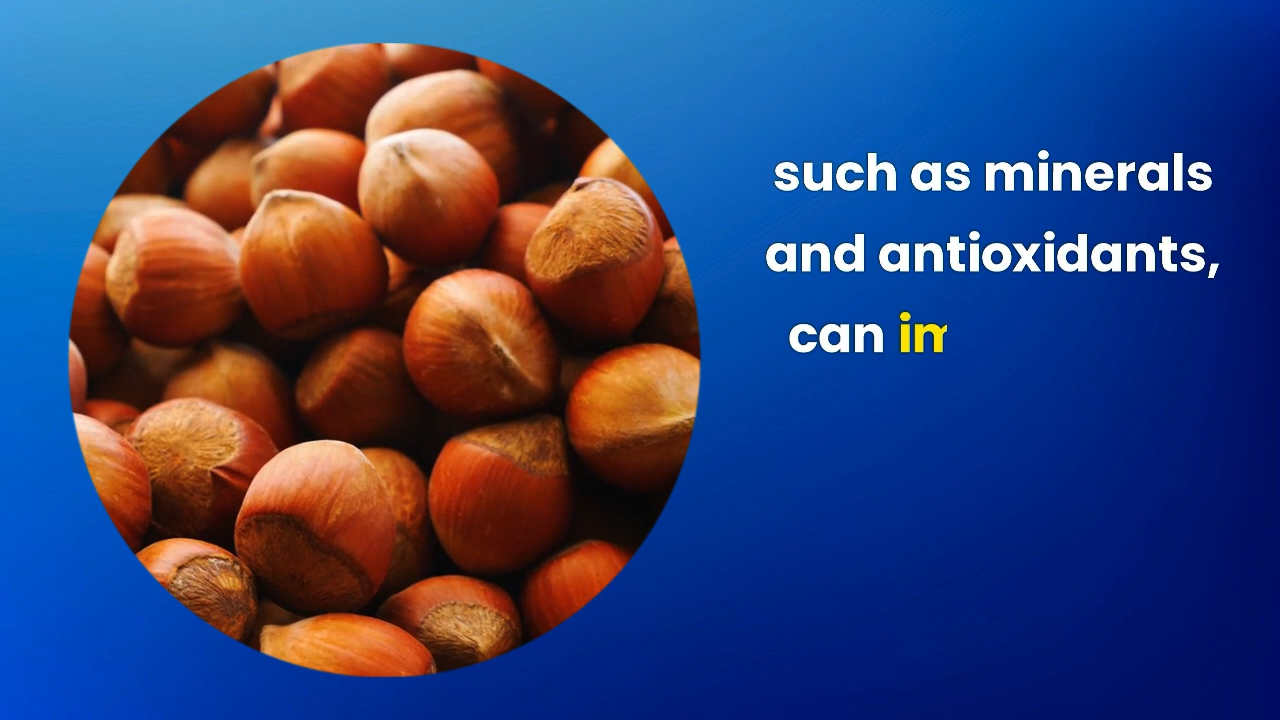 such as minerals
and antioxidants,
can